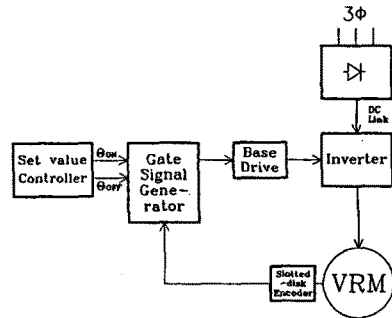 3Φ
DC
Link
Set value
Controller
θON
θOFF
Gate
Signal
Gene-
rator
Base
Drive
Inverter
Slotted
-disk
Encoder
VRM